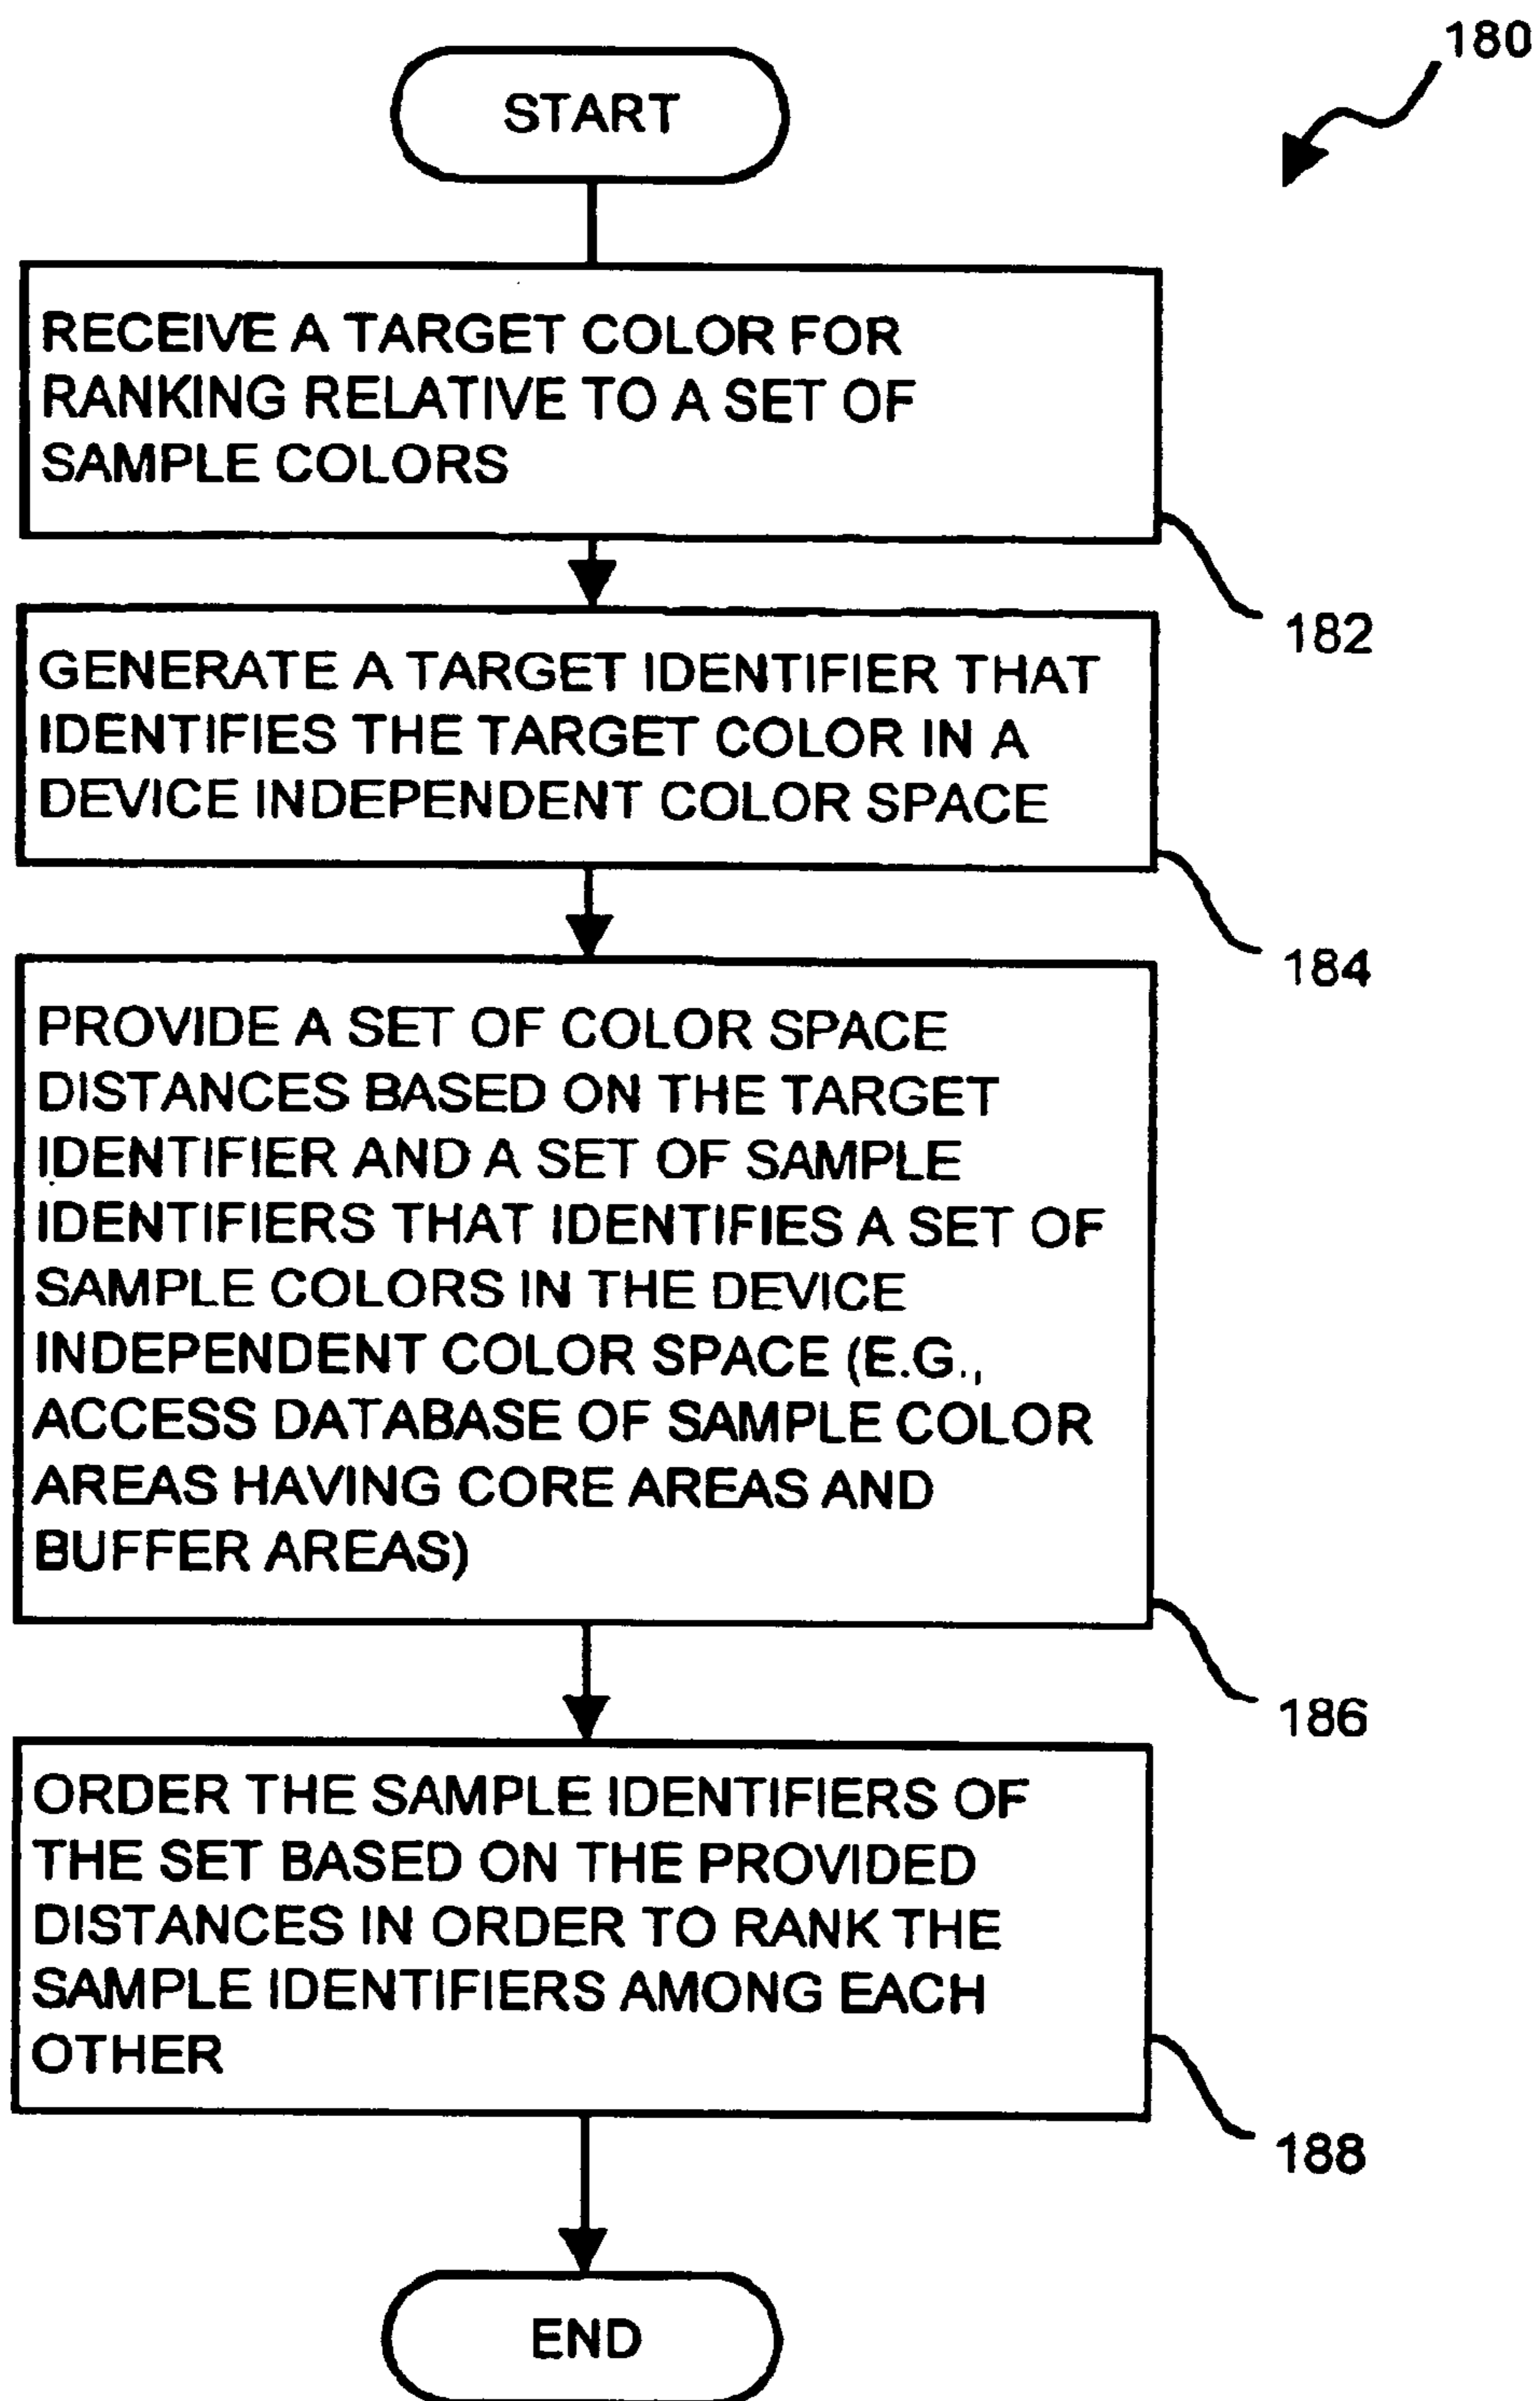 180
START
RECEIVE A TARGET COLOR FOR
RANKING RELATIVE TO A SET OF
SAMPLE COLORS
182
GENERATE A TARGET IDENTIFIER THAT
IDENTIFIES THE TARGET COLOR IN A
DEVICE INDEPENDENT COLOR SPACE
184
PROVIDE A SET OF COLOR SPACE
DISTANCES BASED ON THE TARGET
IDENTIFIER AND A SET OF SAMPLE
IDENTIFIERS THAT IDENTIFIES A SET OF
SAMPLE COLORS IN THE DEVICE
INDEPENDENT COLOR SPACE (E.G.,
ACCESS DATABASE OF SAMPLE COLOR
AREAS HAVING CORE AREAS AND
BUFFER AREAS)
186
ORDER THE SAMPLE IDENTIFIERS OF
THE SET BASED ON THE PROVIDED
DISTANCES IN ORDER TO RANK THE
SAMPLE IDENTIFIERS AMONG EACH
OTHER
188
END